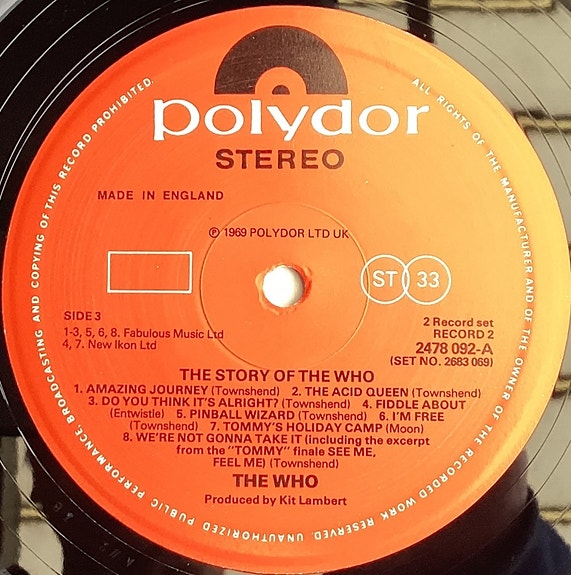 polydor
STEREO
MADE IN ENGLAND
℗ 1969 POLYDOR LTD UK
ST 33
SIDE 3
1-3, 5, 6, 8. Fabulous Music Ltd
4, 7. New Ikon Ltd
2 Record set
RECORD 2
2478 092-A
(SET NO. 2683 069)
THE STORY OF THE WHO
1. AMAZING JOURNEY (Townshend) 2. THE ACID QUEEN (Townshend)
3. DO YOU THINK IT'S ALRIGHT? (Townshend) 4. FIDDLE ABOUT
(Entwistle) 5. PINBALL WIZARD (Townshend) 6. I'M FREE
(Townshend) 7. TOMMY'S HOLIDAY CAMP (Moon)
8. WE'RE NOT GONNA TAKE IT (including the excerpt
from the "TOMMY" finale SEE ME,
FEEL ME) (Townshend)
THE WHO
Produced by Kit Lambert
ALL RIGHTS OF THE MANUFACTURER AND OF THE OWNER OF THE RECORDED WORK RESERVED. UNAUTHORIZED PUBLIC PERFORMANCE, BROADCASTING AND COPYING OF THIS RECORD PROHIBITED.